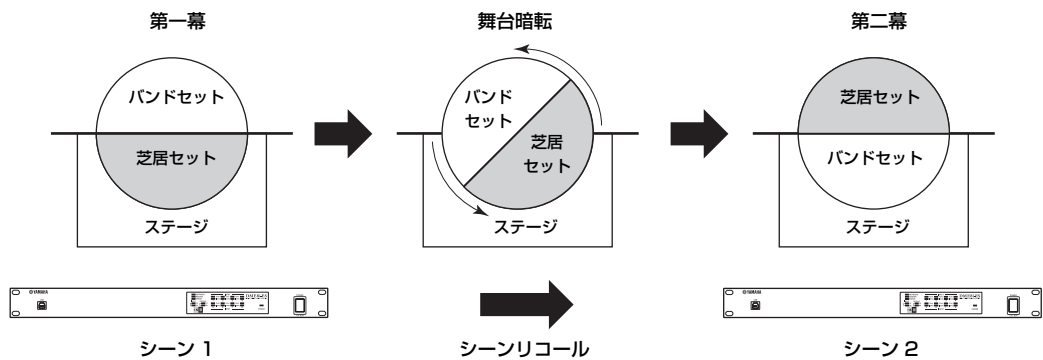 第一幕
舞台暗転
第二幕
バンドセット
芝居セット
ステージ
バンド
セット
芝居
セット
ステージ
芝居セット
バンドセット
ステージ
YAMAHA
YAMAHA
シーン 1
シーンリコール
シーン 2